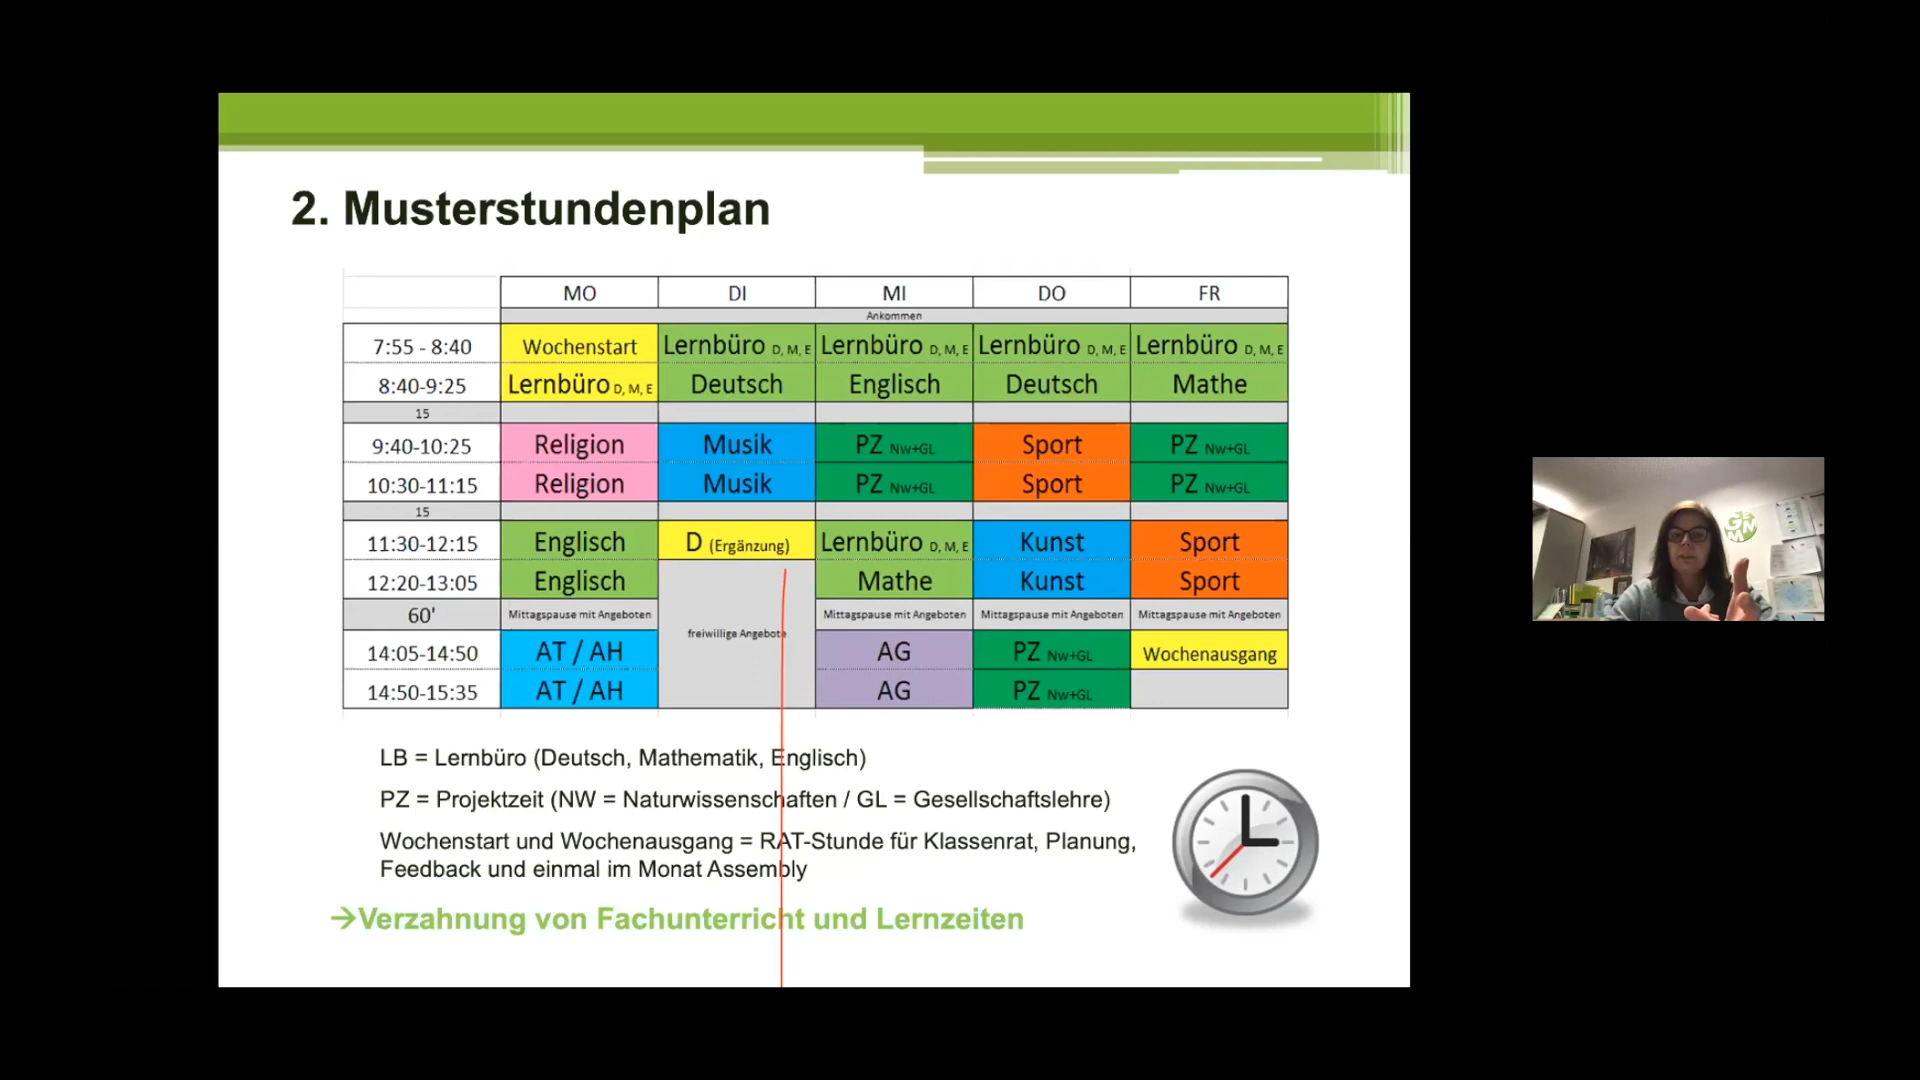 2. Musterstundenplan
MO DI MI DO FR
Ankommen
7:55 - 8:40 Wochenstart Lernbüro D, M, E Lernbüro D, M, E Lernbüro D, M, E Lernbüro D, M, E
8:40-9:25 Lernbüro D, M, E Deutsch Englisch Deutsch Mathe
15
9:40-10:25 Religion Musik PZ Nw+GL Sport PZ Nw+GL
10:30-11:15 Religion Musik PZ Nw+GL Sport PZ Nw+GL
15
11:30-12:15 Englisch D (Ergänzung) Lernbüro D, M, E Kunst Sport
12:20-13:05 Englisch Mathe Kunst Sport
60' Mittagspause mit Angeboten Mittagspause mit Angeboten Mittagspause mit Angeboten Mittagspause mit Angeboten
freiwillige Angebote
14:05-14:50 AT / AH AG PZ Nw+GL Wochenausgang
14:50-15:35 AT / AH AG PZ Nw+GL
LB = Lernbüro (Deutsch, Mathematik, Englisch)
PZ = Projektzeit (NW = Naturwissenschaften / GL = Gesellschaftslehre)
Wochenstart und Wochenausgang = RAT-Stunde für Klassenrat, Planung,
Feedback und einmal im Monat Assembly
→Verzahnung von Fachunterricht und Lernzeiten